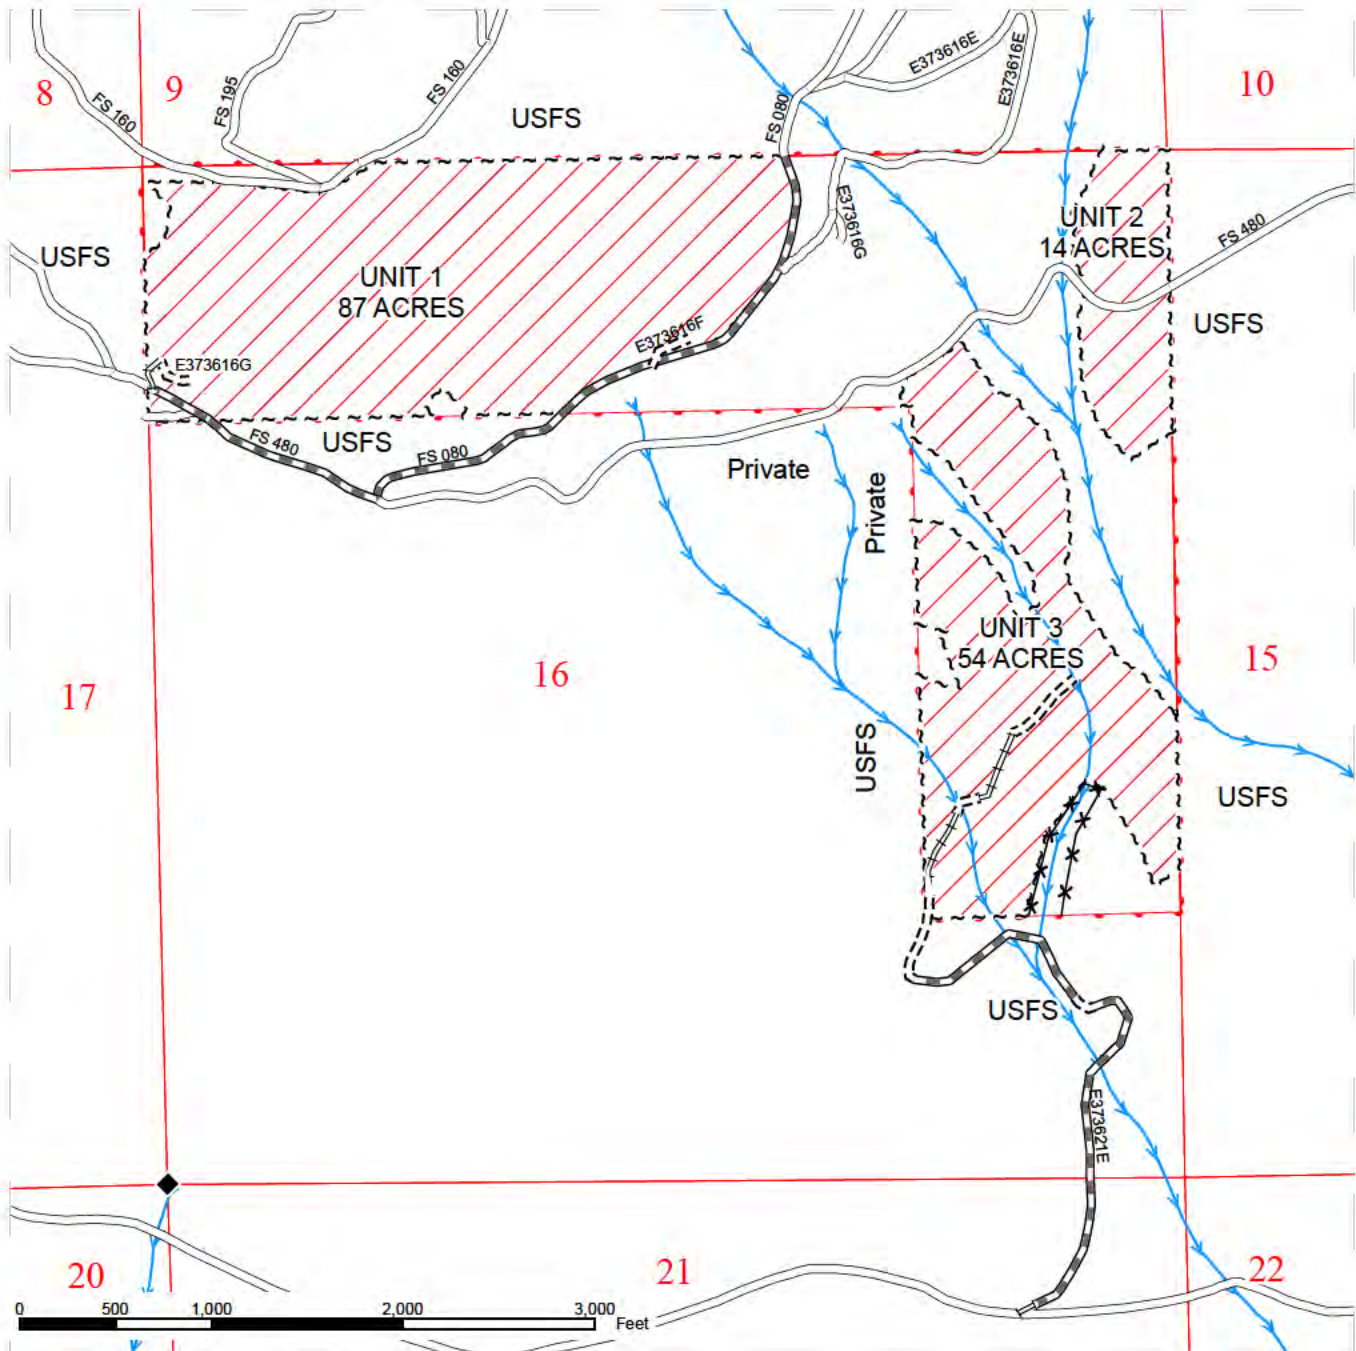 8
9
10
FS 160
FS 195
FS 160
USFS
FS 080
E373616E
E373616E
USFS
UNIT 1
87 ACRES
E373616G
UNIT 2
14 ACRES
FS 480
USFS
E373616F
E373616G
FS 480
USFS
FS 080
Private
Private
17
16
15
UNIT 3
54 ACRES
USFS
USFS
USFS
E373621E
20
21
22
0 500 1,000 2,000 3,000
Feet